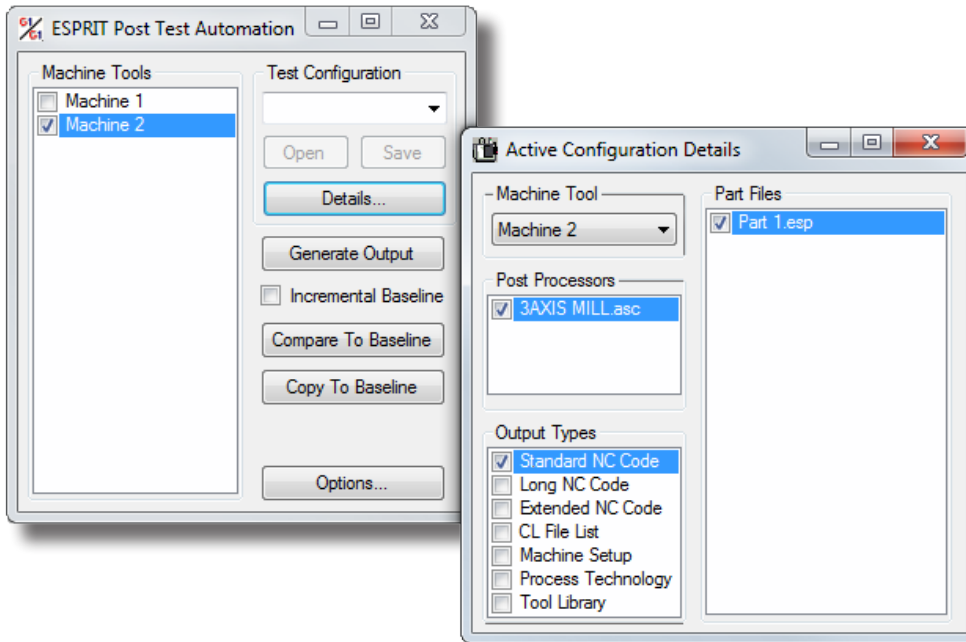 ESPRIT Post Test Automation
Machine Tools
Machine 1
Machine 2
Test Configuration
Open
Save
Details...
Generate Output
Incremental Baseline
Compare To Baseline
Copy To Baseline
Options...
Active Configuration Details
Machine Tool
Machine 2
Post Processors
3AXIS MILL.asc
Output Types
Standard NC Code
Long NC Code
Extended NC Code
CL File List
Machine Setup
Process Technology
Tool Library
Part Files
Part 1.esp